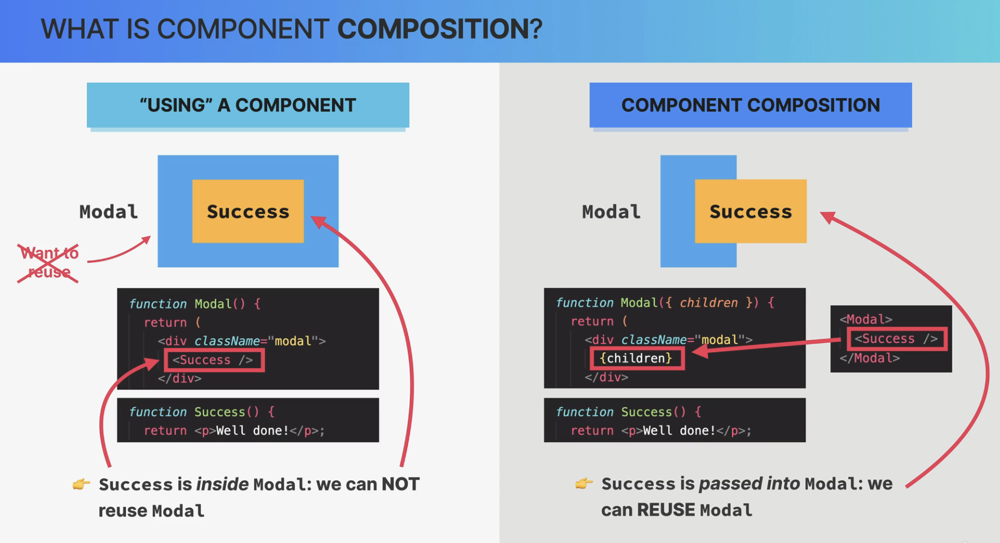 WHAT IS COMPONENT COMPOSITION?
“USING” A COMPONENT
Modal
Success
Want to
reuse
function Modal() {
return (
<div className="modal">
<Success />
</div>
function Success() {
return <p>Well done!</p>;
👉 Success is inside Modal: we can NOT
reuse Modal
COMPONENT COMPOSITION
Modal
Success
function Modal({ children }) {
return (
<div className="modal">
{children}
</div>
<Modal>
<Success />
</Modal>
function Success() {
return <p>Well done!</p>;
👉 Success is passed into Modal: we
can REUSE Modal